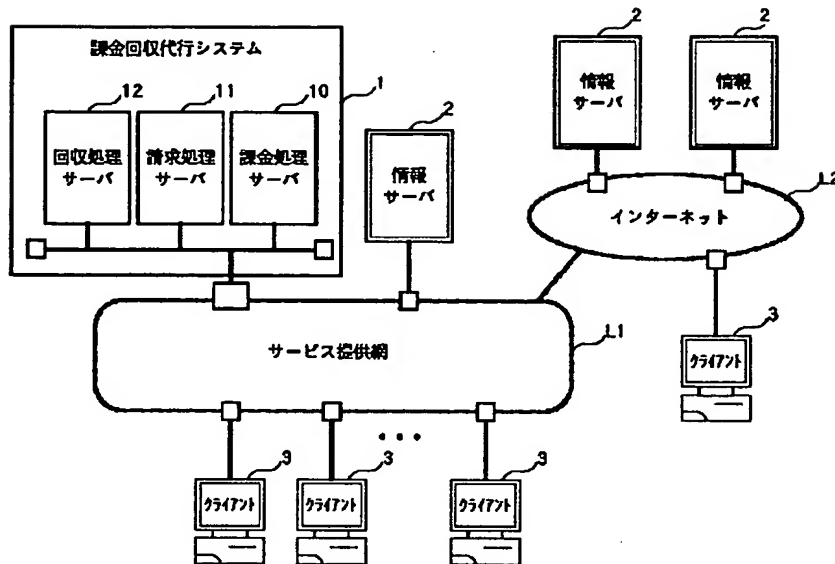 課金回収代行システム
1
12
11
10
回収処理
サーバ
請求処理
サーバ
課金処理
サーバ
2
情報
サーバ
2
情報
サーバ
2
情報
サーバ
L2
インターネット
L1
サービス提供網
3
クライアント
・・・
3
クライアント
3
クライアント
3
クライアント